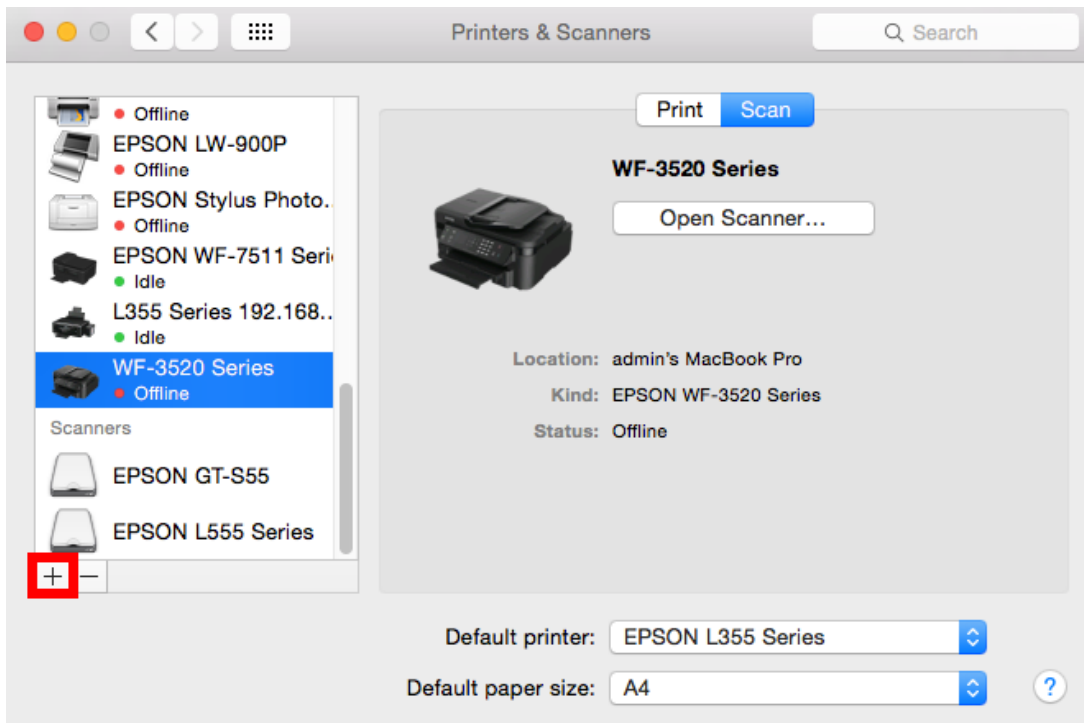 Printers & Scanners
Search
Offline
EPSON LW-900P
Offline
EPSON Stylus Photo..
Offline
EPSON WF-7511 Seri
Idle
L355 Series 192.168..
Idle
WF-3520 Series
Offline
Scanners
EPSON GT-S55
EPSON L555 Series
+ −
Print Scan
WF-3520 Series
Open Scanner...
Location: admin's MacBook Pro
Kind: EPSON WF-3520 Series
Status: Offline
Default printer: EPSON L355 Series
Default paper size: A4
?